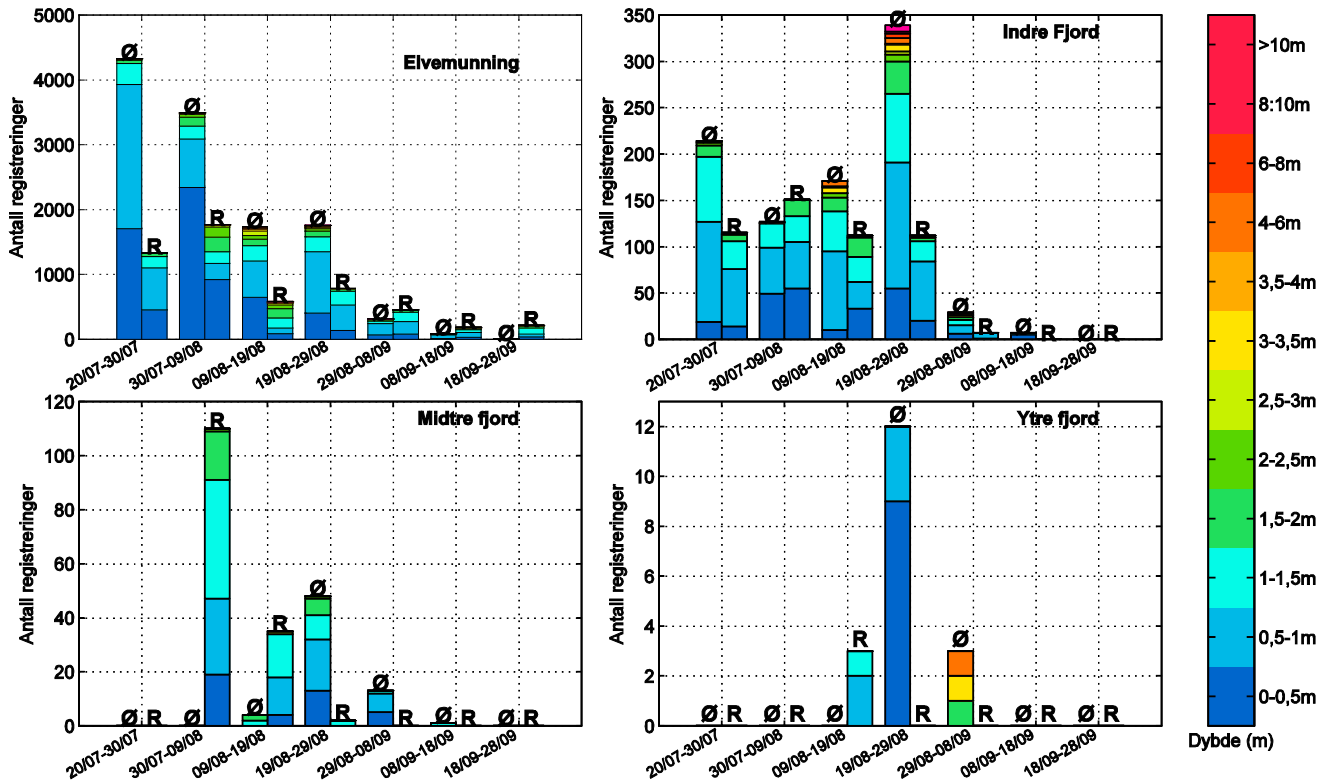 Elvemunning
Antall registreringer
5000
4000
3000
2000
1000
0
Ø R Ø R Ø R Ø R Ø R Ø R Ø R
20/07-30/07 30/07-09/08 09/08-19/08 19/08-29/08 29/08-08/09 08/09-18/09 18/09-28/09
Indre Fjord
Antall registreringer
350
300
250
200
150
100
50
0
Ø R Ø R Ø R Ø R Ø R Ø R Ø R
20/07-30/07 30/07-09/08 09/08-19/08 19/08-29/08 29/08-08/09 08/09-18/09 18/09-28/09
Midtre fjord
Antall registreringer
120
100
80
60
40
20
0
Ø R Ø R Ø R Ø R Ø R Ø R Ø R
20/07-30/07 30/07-09/08 09/08-19/08 19/08-29/08 29/08-08/09 08/09-18/09 18/09-28/09
Ytre fjord
Antall registreringer
12
10
8
6
4
2
0
Ø R Ø R Ø R Ø R Ø R Ø R Ø R
20/07-30/07 30/07-09/08 09/08-19/08 19/08-29/08 29/08-08/09 08/09-18/09 18/09-28/09
>10m
8:10m
6-8m
4-6m
3,5-4m
3-3,5m
2,5-3m
2-2,5m
1,5-2m
1-1,5m
0,5-1m
0-0,5m
Dybde (m)